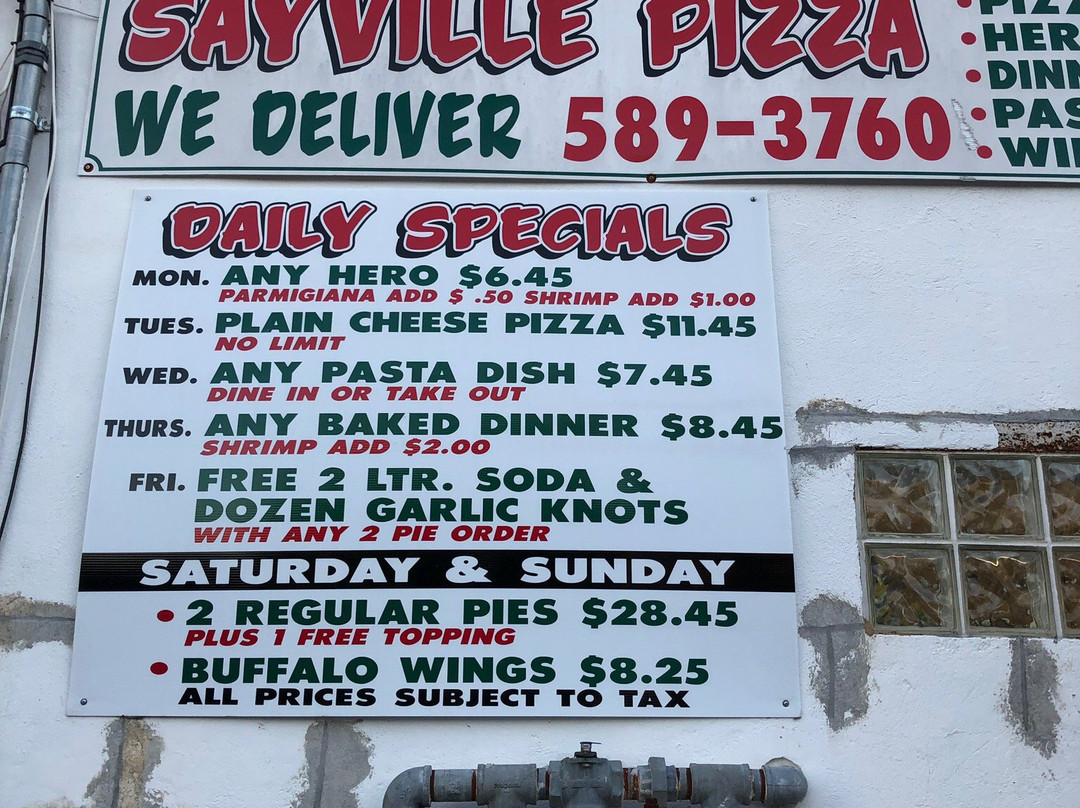 SAYVILLE PIZZA
WE DELIVER 589-3760
DAILY SPECIALS
MON. ANY HERO $6.45
PARMIGIANA ADD $ .50 SHRIMP ADD $1.00
TUES. PLAIN CHEESE PIZZA $11.45
NO LIMIT
WED. ANY PASTA DISH $7.45
DINE IN OR TAKE OUT
THURS. ANY BAKED DINNER $8.45
SHRIMP ADD $2.00
FRI. FREE 2 LTR. SODA &
DOZEN GARLIC KNOTS
WITH ANY 2 PIE ORDER
SATURDAY & SUNDAY
• 2 REGULAR PIES $28.45
PLUS 1 FREE TOPPING
• BUFFALO WINGS $8.25
ALL PRICES SUBJECT TO TAX